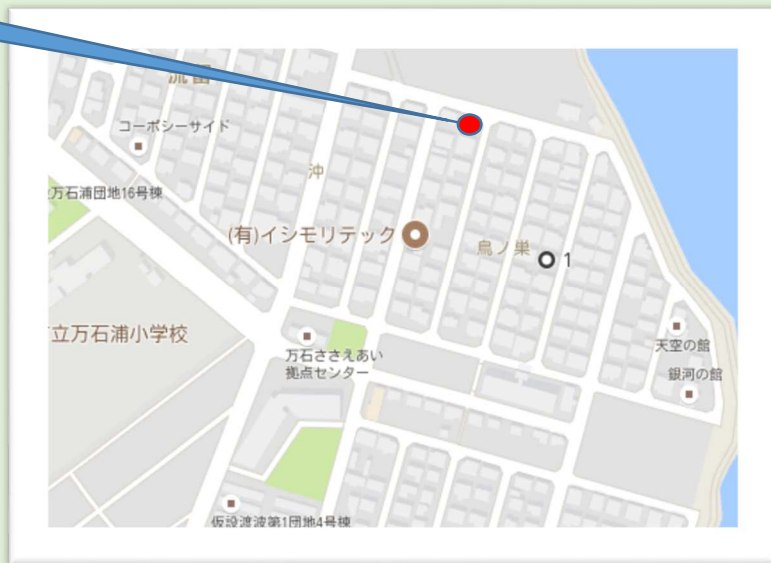 流留
コーポシーサイド
沖
万石浦団地16号棟
(有)イシモリテック
鳥ノ巣
1
立万石浦小学校
万石ささえあい
拠点センター
天空の館
銀河の館
仮設渡波第1団地4号棟